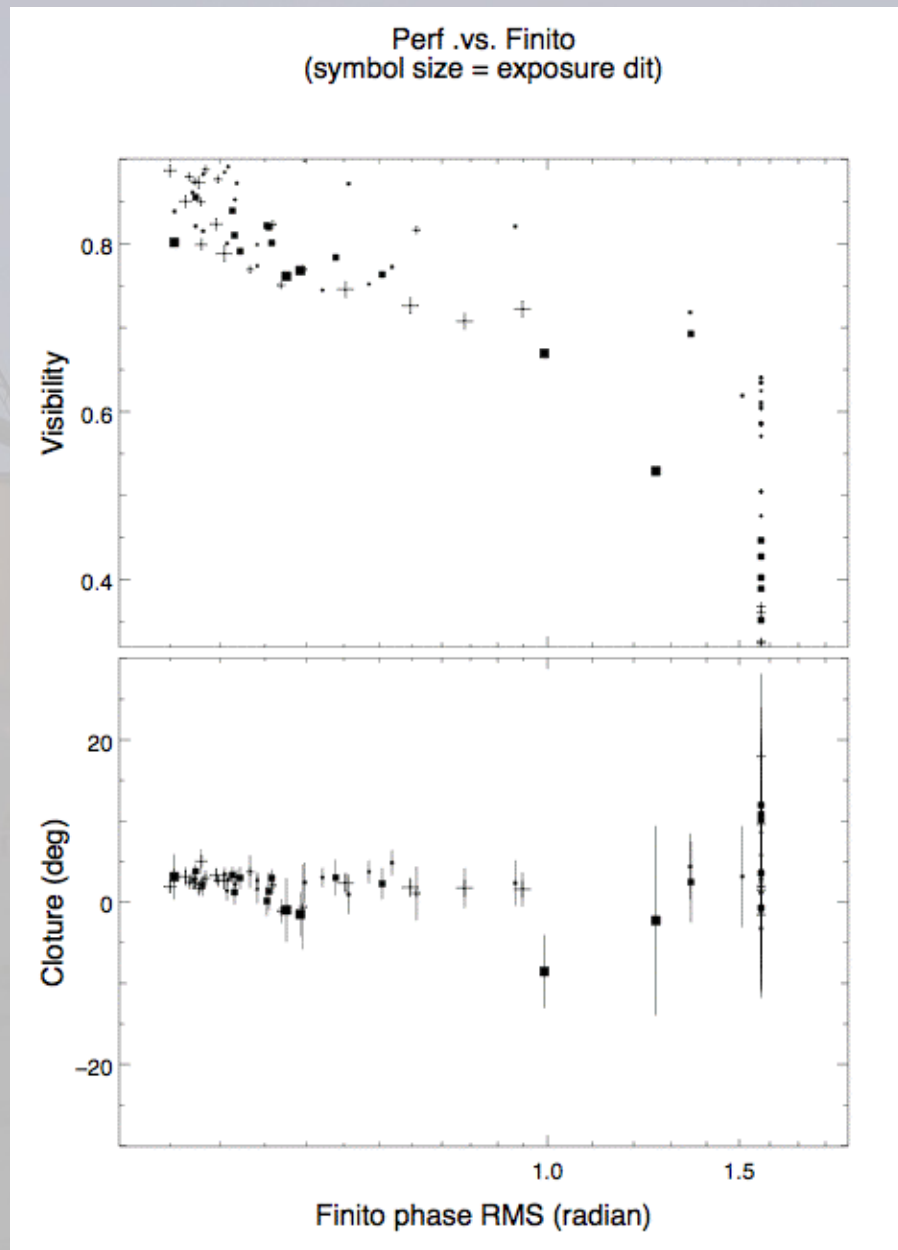 Perf .vs. Finito
(symbol size = exposure dit)
Visibility
0.8
0.6
0.4
Cloture (deg)
20
0
−20
1.0
1.5
Finito phase RMS (radian)